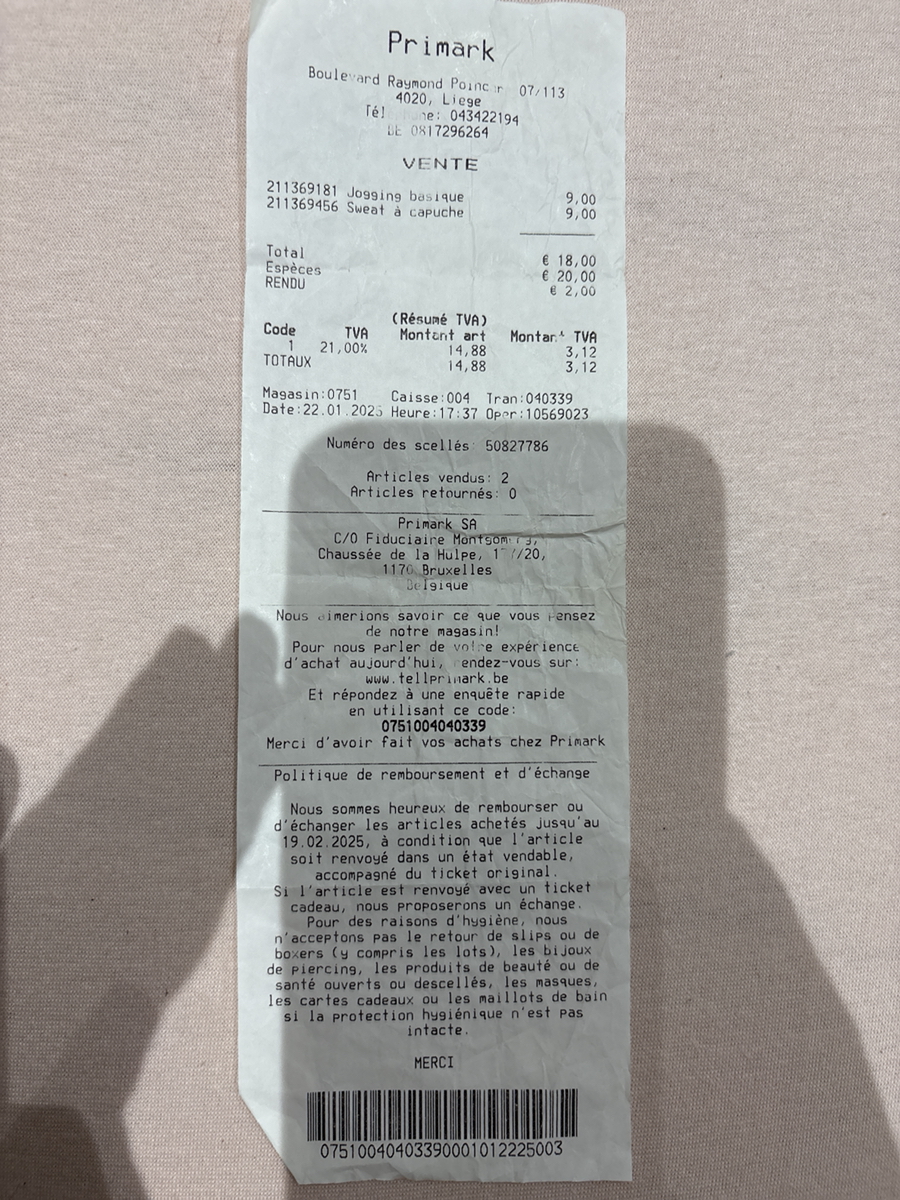 Primark
Boulevard Raymond 07/113
4020, Liege
043422194
BE 0817296264
VENTE
211369181 Jogging basique 9,00
211369456 Sweat à capuche 9,00
Total € 18,00
Espèces € 20,00
RENDU € 2,00
(Résumé TVA)
Code TVA Montant art Montant TVA
1 21,00% 14,88 3,12
TOTAUX 14,88 3,12
Magasin:0751 Caisse:004 Tran:040339
Date:22.01.2025 Heure:17:37 Oper:10569023
Numéro des scellés: 50827786
Articles vendus: 2
Articles retournés: 0
Primark SA
C/O Fiduciaire
Chaussée de la Hulpe,
1170 Bruxelles
Belgique
Nous aimerions savoir ce que vous pensez
de notre magasin!
Pour nous parler de votre expérience
d'achat aujourd'hui, rendez-vous sur:
www.tellprimark.be
Et répondez à une enquête rapide
en utilisant ce code:
0751004040339
Merci d'avoir fait vos achats chez Primark
Politique de remboursement et d'échange
Nous sommes heureux de rembourser ou
d'échanger les articles achetés jusqu'au
19.02.2025, à condition que l'article
soit renvoyé dans un état vendable,
accompagné du ticket original.
Si l'article est renvoyé avec un ticket
cadeau, nous proposerons un échange.
Pour des raisons d'hygiène, nous
n'acceptons pas le retour de slips ou de
boxers (y compris les lots), les bijoux
de piercing, les produits de beauté ou de
santé ouverts ou descellés, les masques,
les cartes cadeaux ou les maillots de bain
si la protection hygiénique n'est pas
intacte.
MERCI
07510040403390001012225003